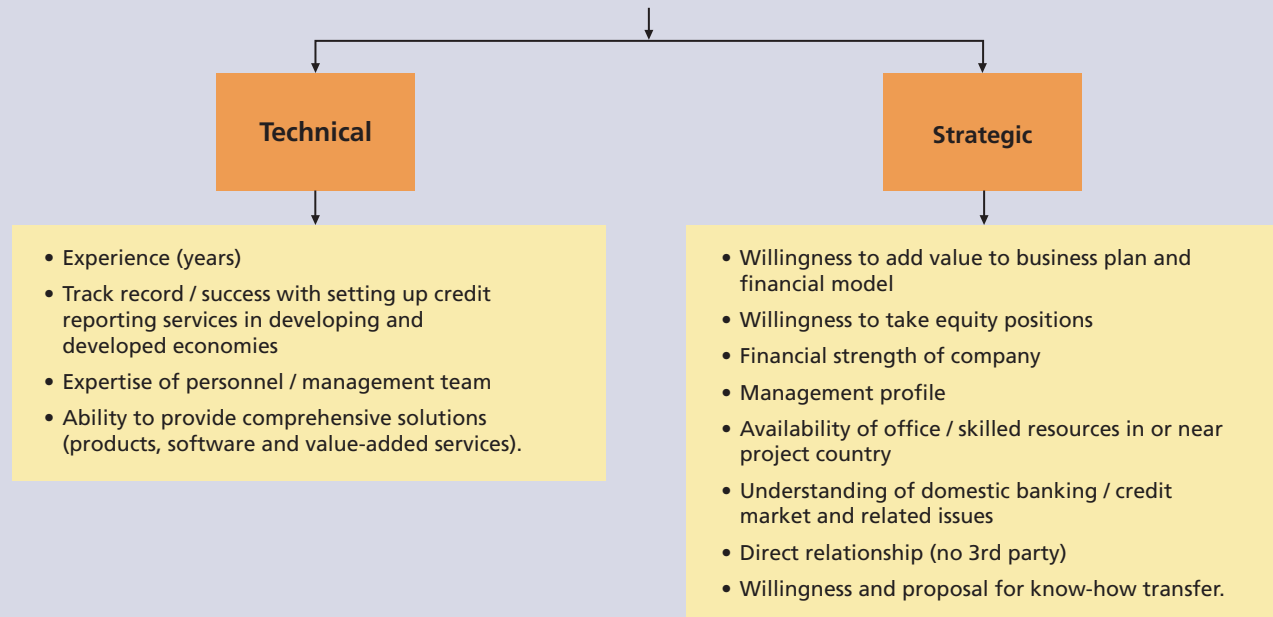 Technical
• Experience (years)
• Track record / success with setting up credit
reporting services in developing and
developed economies
• Expertise of personnel / management team
• Ability to provide comprehensive solutions
(products, software and value-added services).
Strategic
• Willingness to add value to business plan and
financial model
• Willingness to take equity positions
• Financial strength of company
• Management profile
• Availability of office / skilled resources in or near
project country
• Understanding of domestic banking / credit
market and related issues
• Direct relationship (no 3rd party)
• Willingness and proposal for know-how transfer.